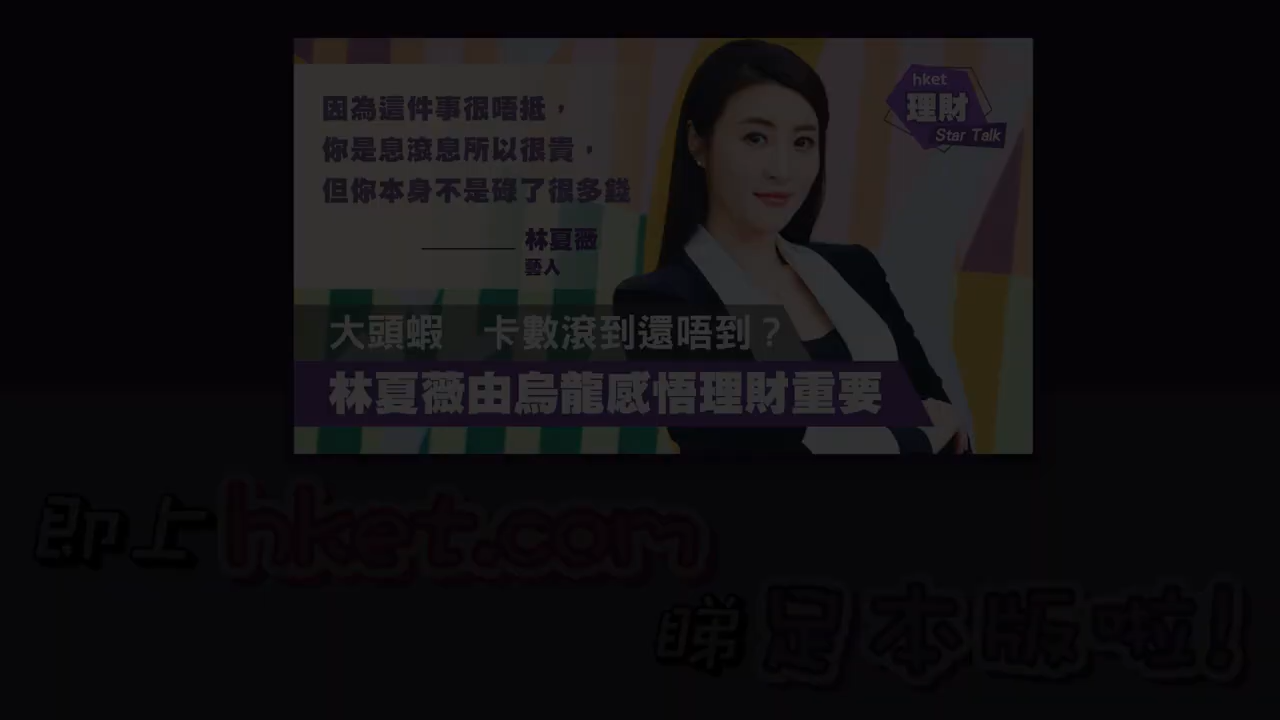 因為這件事很唔抵，
你是息滾息所以很貴，
但你本身不是碌了很多錢
林夏薇
藝人
hket
理財
Star Talk
大頭蝦 卡數滾到還唔到？
林夏薇由烏龍感悟理財重要
即上hket.com
睇足本版啦!